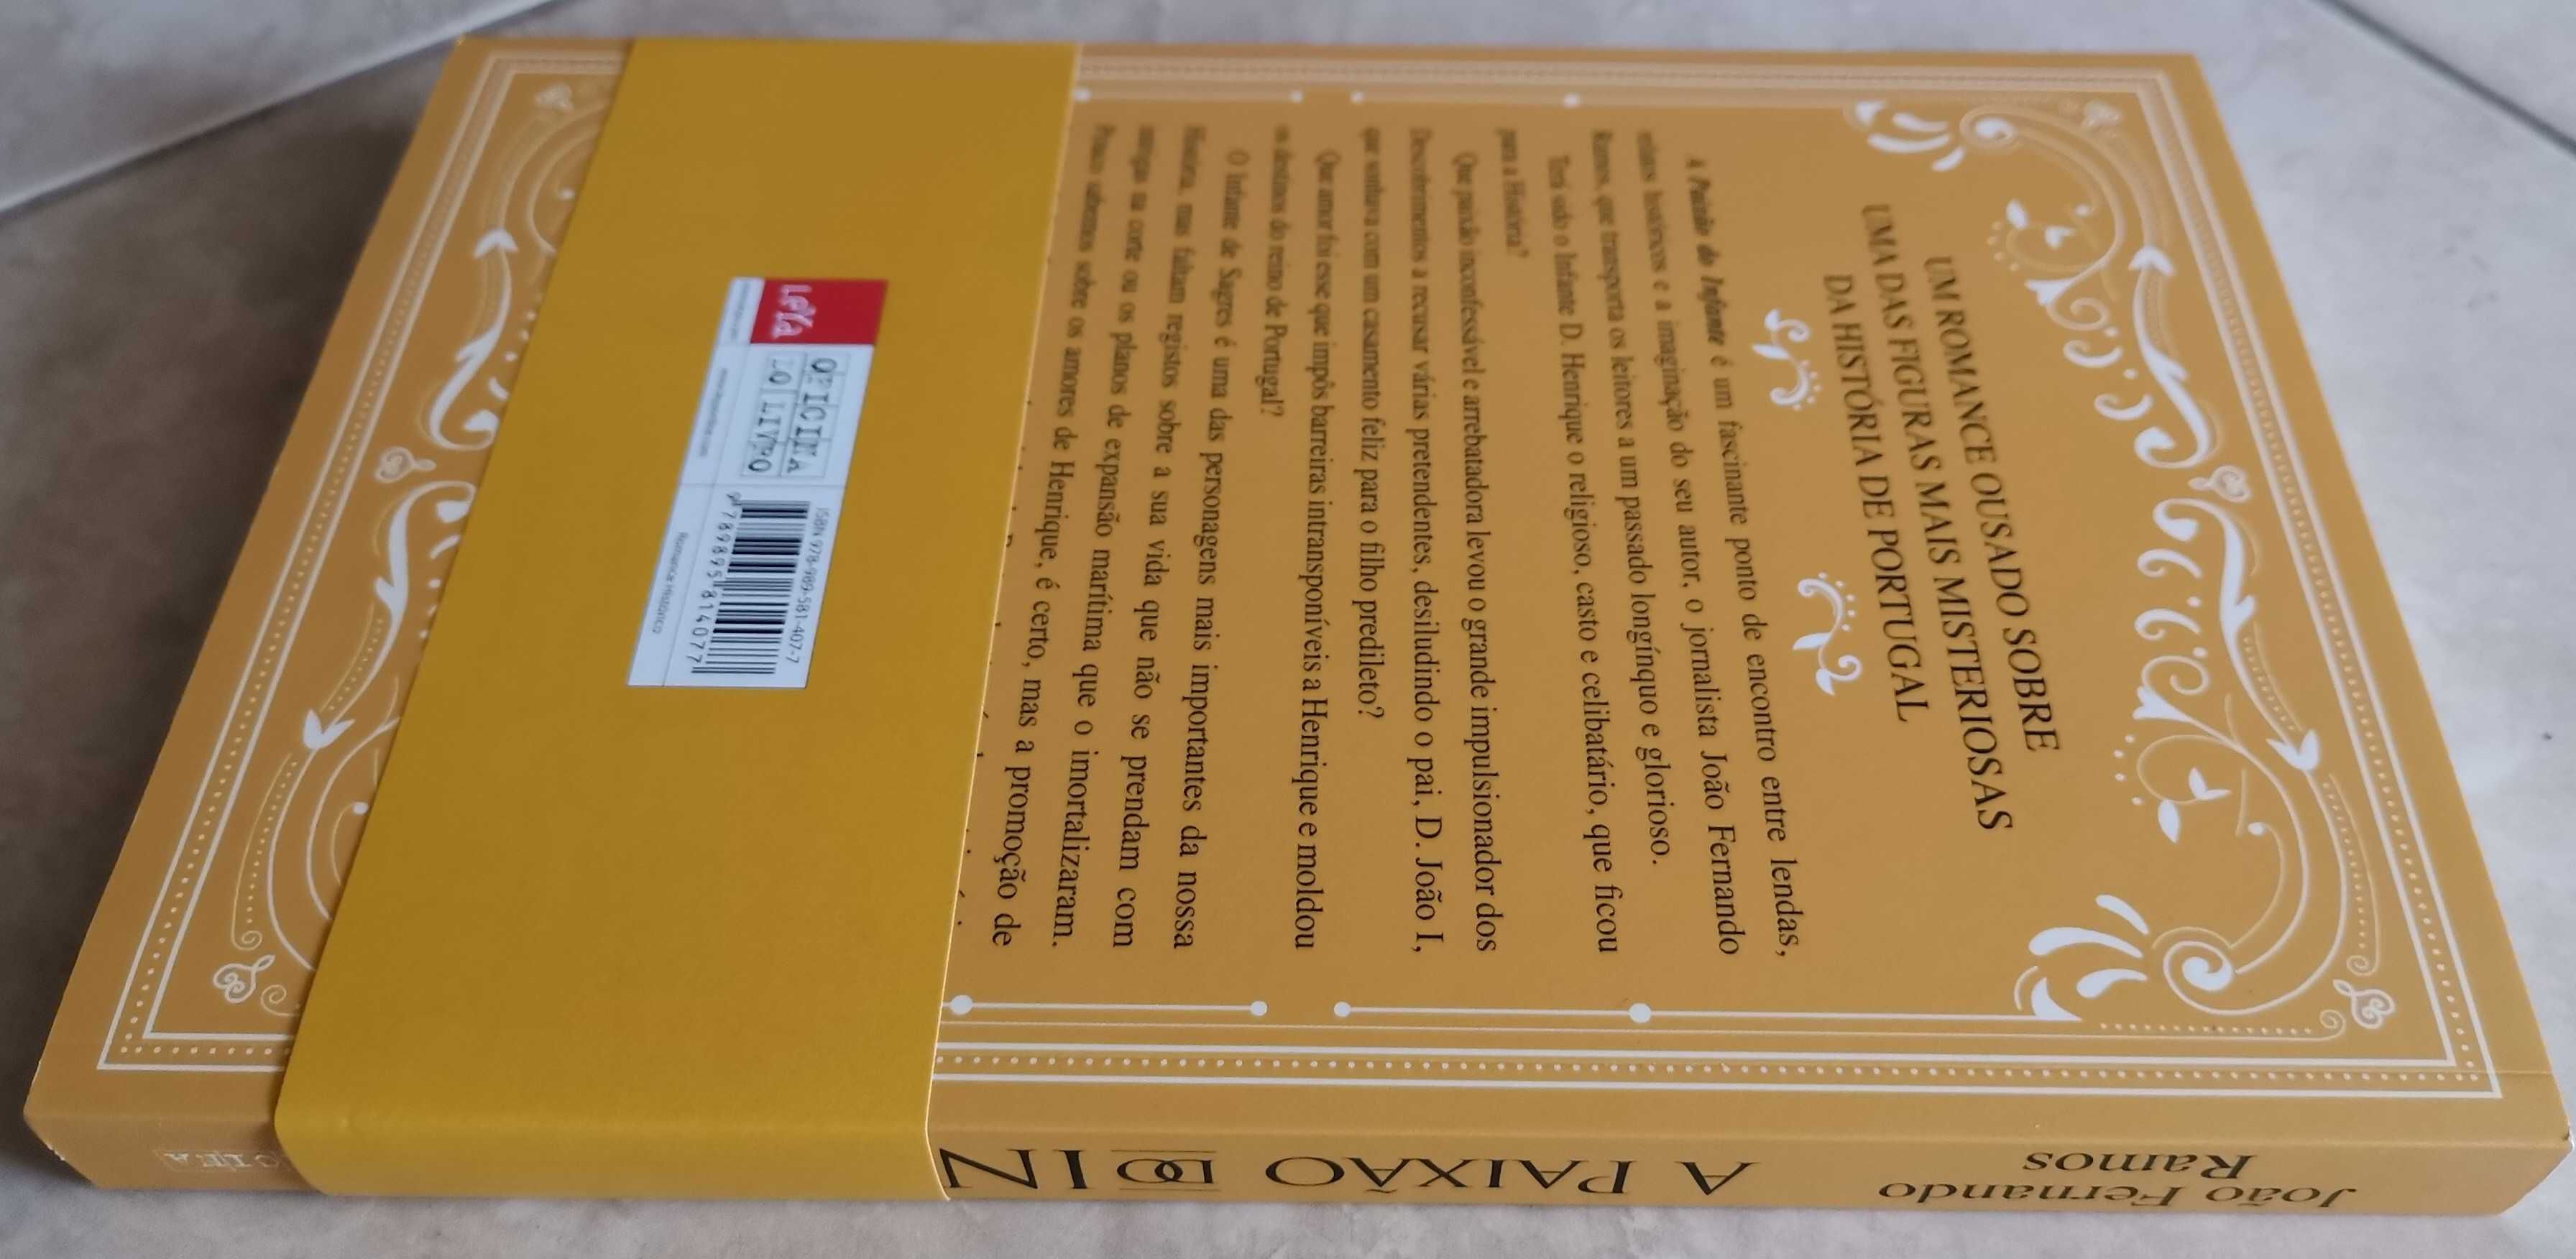 UM ROMANCE OUSADO SOBRE
UMA DAS FIGURAS MAIS MISTERIOSAS
DA HISTÓRIA DE PORTUGAL
A Paixão do Infante é um fascinante ponto de encontro entre lendas,
relatos históricos e a imaginação do seu autor, o jornalista João Fernando
Ramos, que transporta os leitores a um passado longínquo e glorioso.
Terá sido o Infante D. Henrique o religioso, casto e celibatário, que ficou
para a História?
Que paixão inconfessável e arrebatadora levou o grande impulsionador dos
Descobrimentos a recusar várias pretendentes, desiludindo o pai, D. João I,
que sonhava com um casamento feliz para o filho predileto?
Que amor foi esse que impôs barreiras intransponíveis a Henrique e moldou
os destinos do reino de Portugal?
O Infante de Sagres é uma das personagens mais importantes da nossa
História, mas faltam registos sobre a sua vida que não se prendam com
intrigas na corte ou os planos de expansão marítima que o imortalizaram.
Pouco sabemos sobre os amores de Henrique, é certo, mas a promoção de
LeYa
OFICINA
DO LIVRO
ISBN 978-989-581-407-7
9 789895 814077
Romance Histórico
João Fernando
Ramos
A PAIXÃO
DO IN